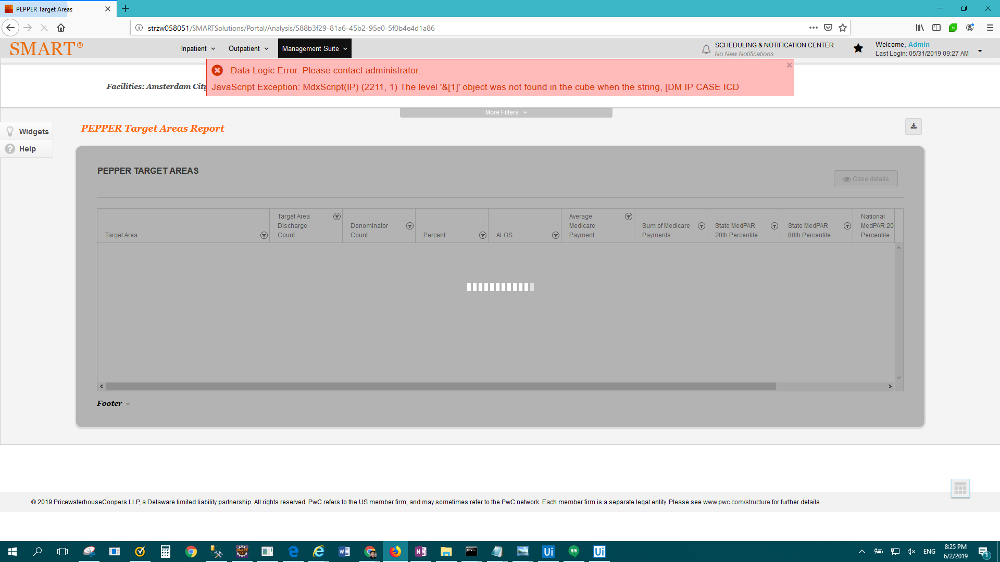 PEPPER Target Areas
strzw058051/SMARTSolutions/Portal/Analysis/588b3f29-81a6-45b2-95e0-5f0b4e4d1a86
SMART®
Inpatient
Outpatient
Management Suite
SCHEDULING & NOTIFICATION CENTER
No New Notifications
Welcome, Admin
Last Login: 05/31/2019 09:27 AM
Data Logic Error. Please contact administrator.
Facilities: Amsterdam City
JavaScript Exception: MdxScript(IP) (2211, 1) The level '&[1]' object was not found in the cube when the string, [DM IP CASE ICD
More Filters
Widgets
Help
PEPPER Target Areas Report
PEPPER TARGET AREAS
Case details
Target Area
Target Area
Discharge
Count
Denominator
Count
Percent
ALOS
Average
Medicare
Payment
Sum of Medicare
Payments
State MedPAR
20th Percentile
State MedPAR
80th Percentile
National
MedPAR 20t
Percentile
Footer
© 2019 PricewaterhouseCoopers LLP, a Delaware limited liability partnership. All rights reserved. PwC refers to the US member firm, and may sometimes refer to the PwC network. Each member firm is a separate legal entity. Please see www.pwc.com/structure for further details.
Ui
Ui
ENG
8:25 PM
6/2/2019
1